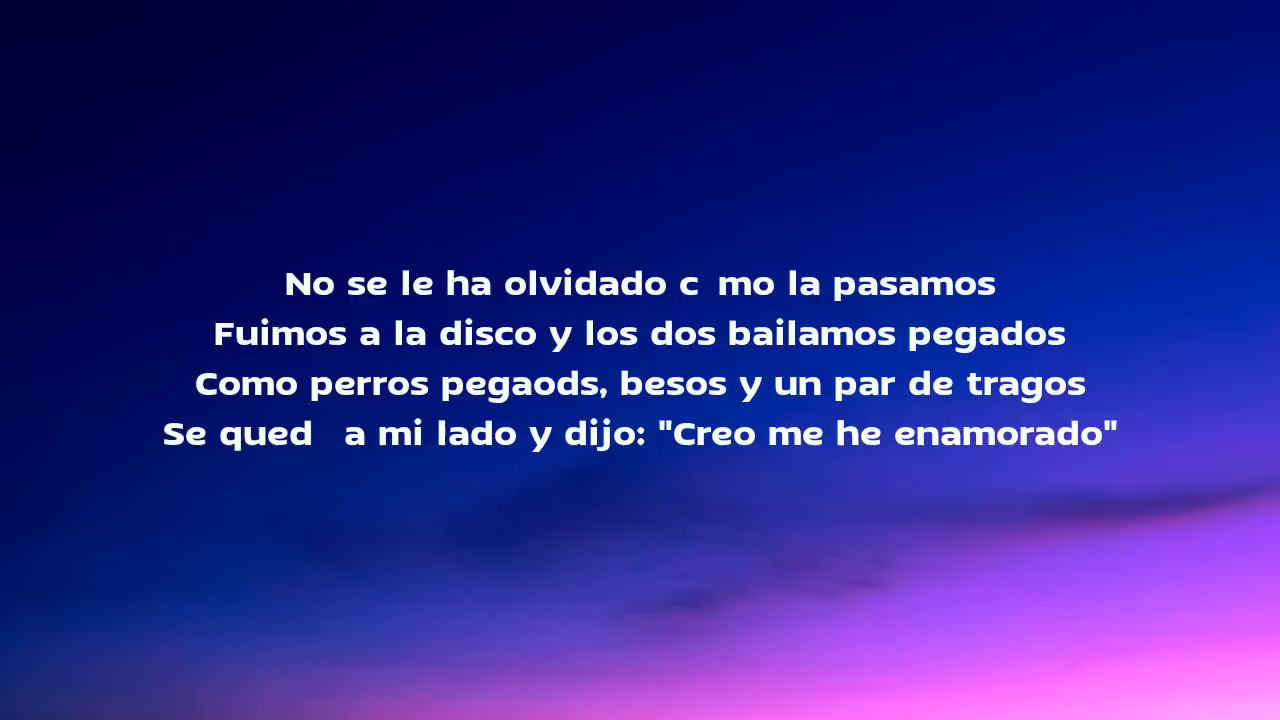 No se le ha olvidado c mo la pasamos
Fuimos a la disco y los dos bailamos pegados
Como perros pegaods, besos y un par de tragos
Se qued  a mi lado y dijo: "Creo me he enamorado"